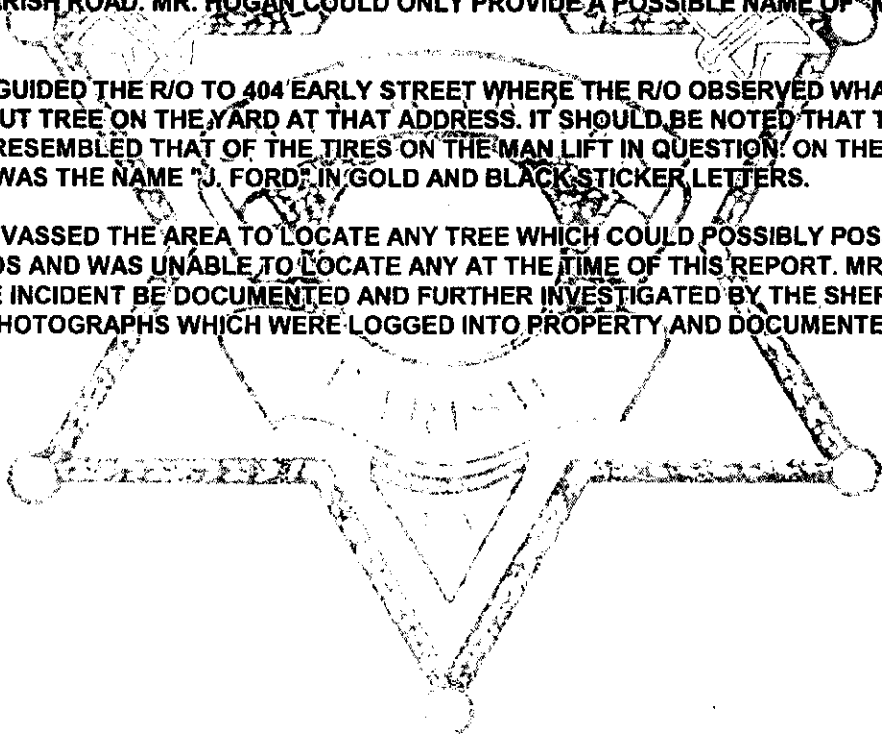 ARISH ROAD. MR. HOGAN COULD ONLY PROVIDE A POSSIBLE NAME OF
GUIDED THE R/O TO 404 EARLY STREET WHERE THE R/O OBSERVED WHA
UT TREE ON THE YARD AT THAT ADDRESS. IT SHOULD BE NOTED THAT T
RESEMBLED THAT OF THE TIRES ON THE MAN LIFT IN QUESTION. ON THE
WAS THE NAME "J. FORD" IN GOLD AND BLACK STICKER LETTERS.
VASSED THE AREA TO LOCATE ANY TREE WHICH COULD POSSIBLY POS
DS AND WAS UNABLE TO LOCATE ANY AT THE TIME OF THIS REPORT. MR
E INCIDENT BE DOCUMENTED AND FURTHER INVESTIGATED BY THE SHER
PHOTOGRAPHS WHICH WERE LOGGED INTO PROPERTY AND DOCUMENTE